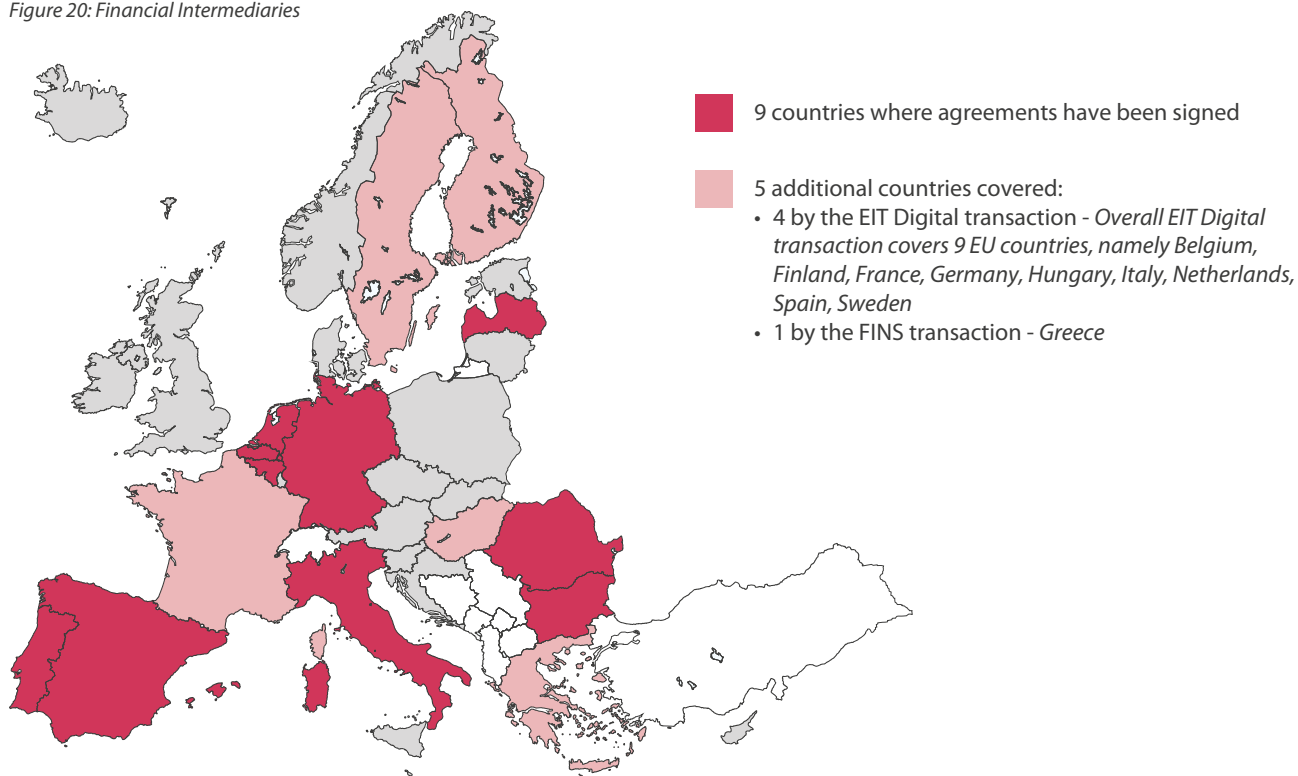 Figure 20: Financial Intermediaries
9 countries where agreements have been signed
5 additional countries covered:
• 4 by the EIT Digital transaction - Overall EIT Digital
transaction covers 9 EU countries, namely Belgium,
Finland, France, Germany, Hungary, Italy, Netherlands,
Spain, Sweden
• 1 by the FINS transaction - Greece